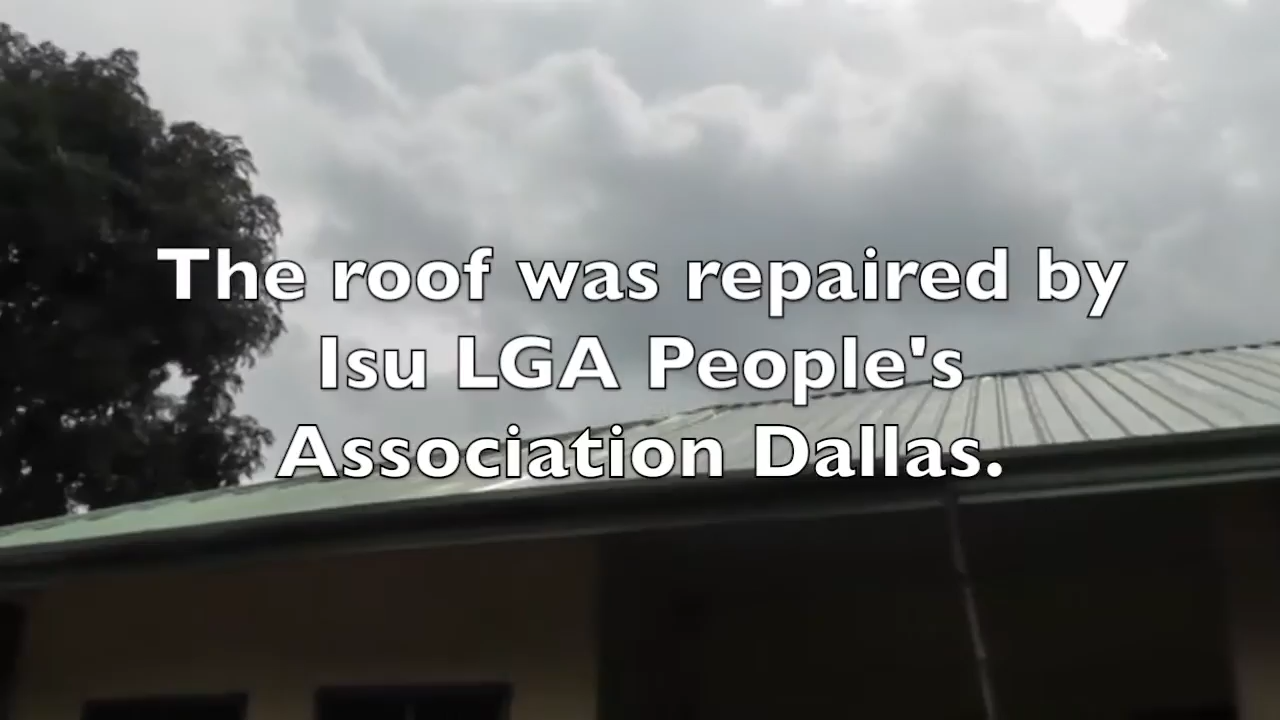 The roof was repaired by
Isu LGA People's
Association Dallas.